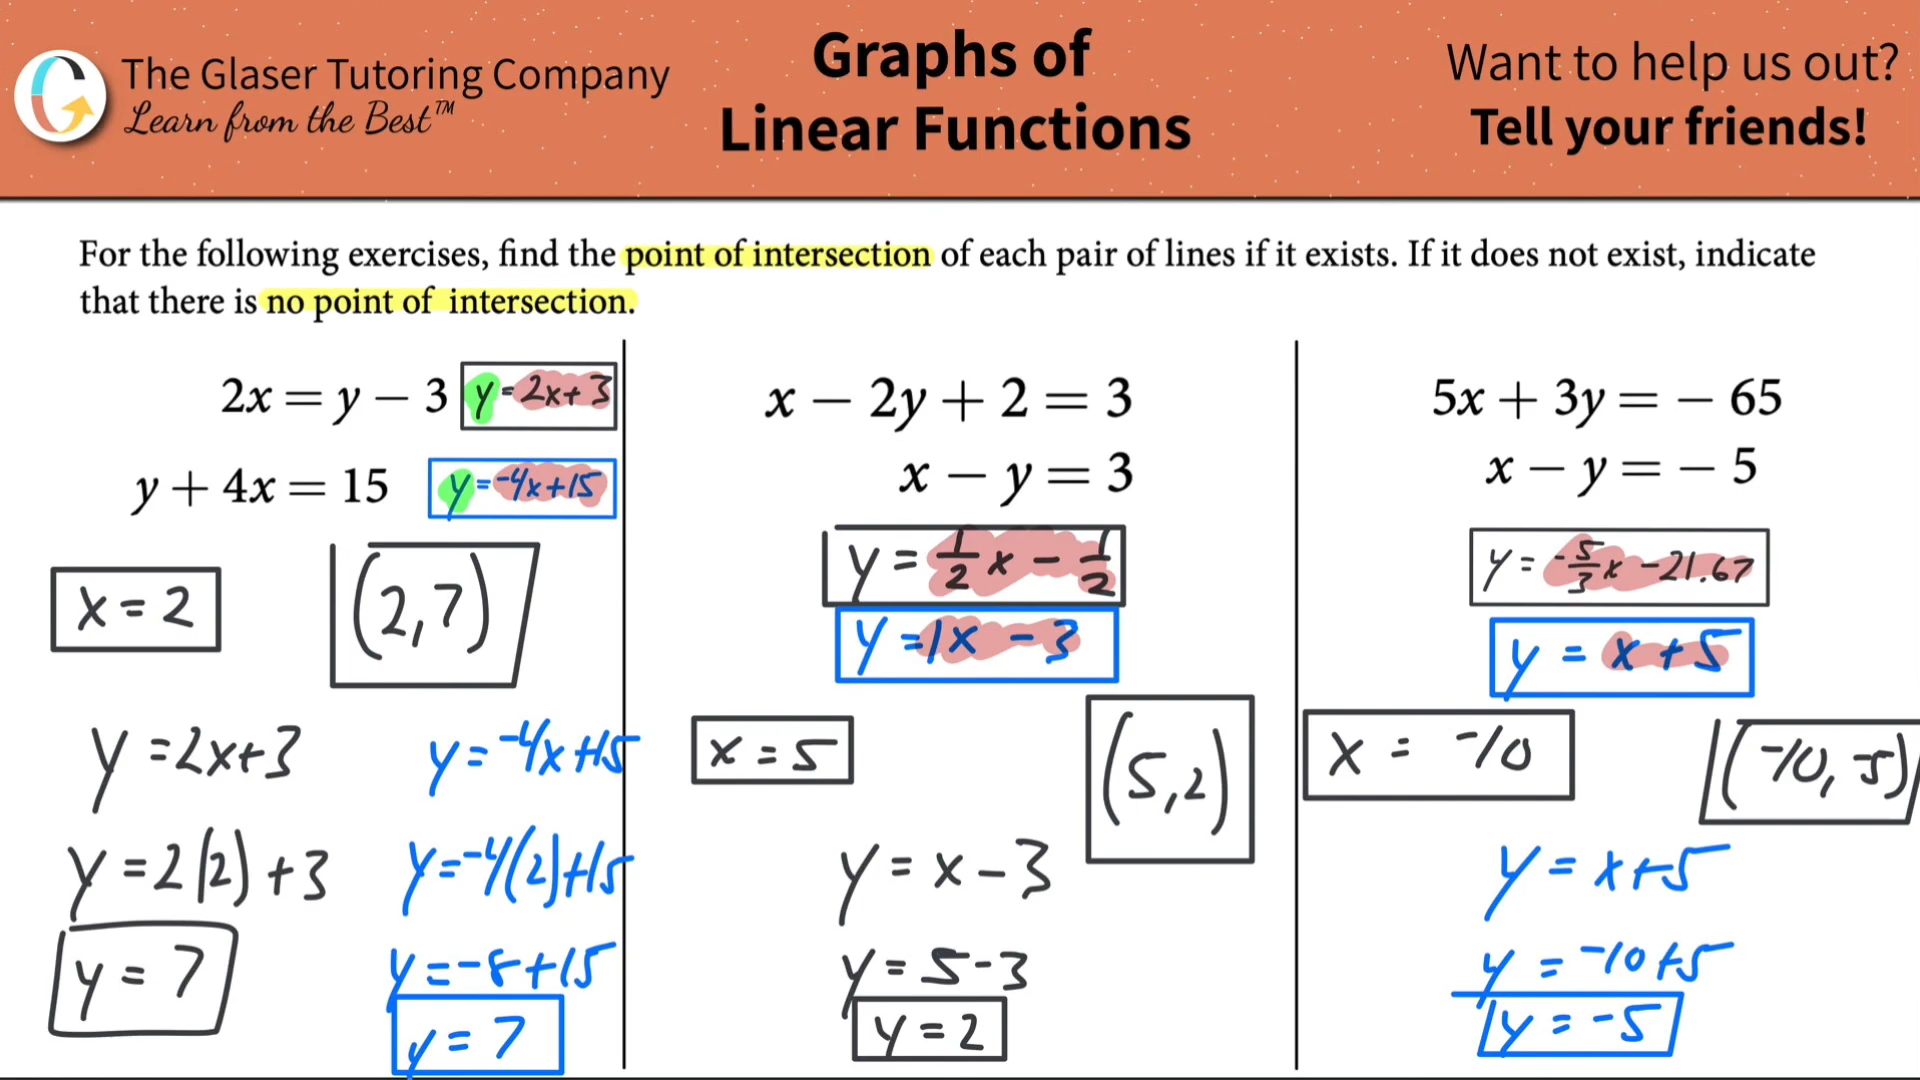 The Glaser Tutoring Company
Learn from the Best™
Graphs of
Linear Functions
Want to help us out?
Tell your friends!
For the following exercises, find the point of intersection of each pair of lines if it exists. If it does not exist, indicate
that there is no point of intersection.
2x = y − 3
y = 2x + 3
y + 4x = 15
y = -4x + 15
x = 2
(2,7)
y = 2x + 3
y = 2(2) + 3
y = 7
y = -4x + 15
y = -4(2) + 15
y = -8 + 15
y = 7
x − 2y + 2 = 3
x − y = 3
y = 1/2 x − 1/2
y = 1x − 3
x = 5
(5,2)
y = x − 3
y = 5 - 3
y = 2
5x + 3y = − 65
x − y = − 5
y = -5/3 x − 21.67
y = x + 5
x = -10
(-10, -5)
y = x + 5
y = -10 + 5
y = -5